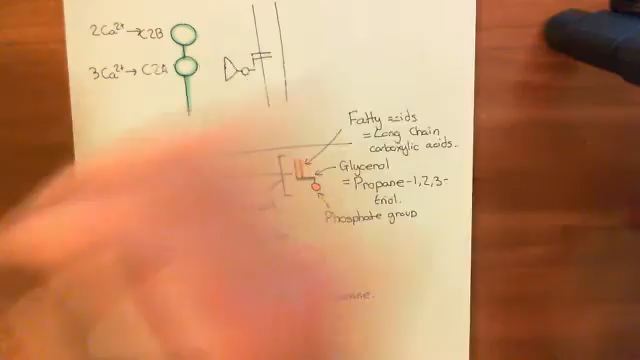 2Ca²⁺→C2B
3Ca²⁺→C2A
Fatty acids
= Long Chain
carboxylic acids.
Glycerol
= Propane-1,2,3-
triol.
Phosphate group